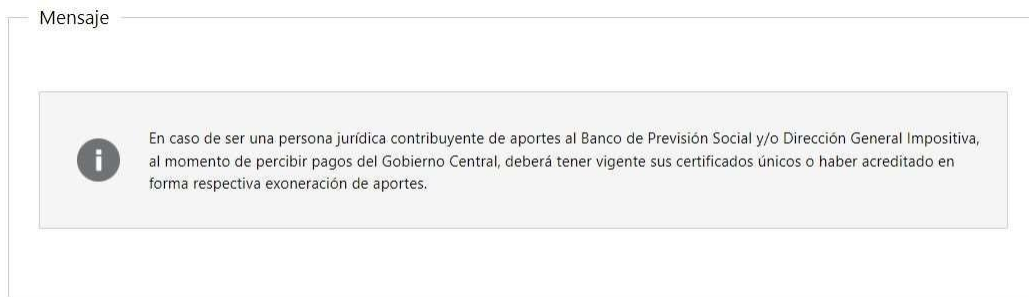 Mensaje
En caso de ser una persona jurídica contribuyente de aportes al Banco de Previsión Social y/o Dirección General Impositiva,
al momento de percibir pagos del Gobierno Central, deberá tener vigente sus certificados únicos o haber acreditado en
forma respectiva exoneración de aportes.